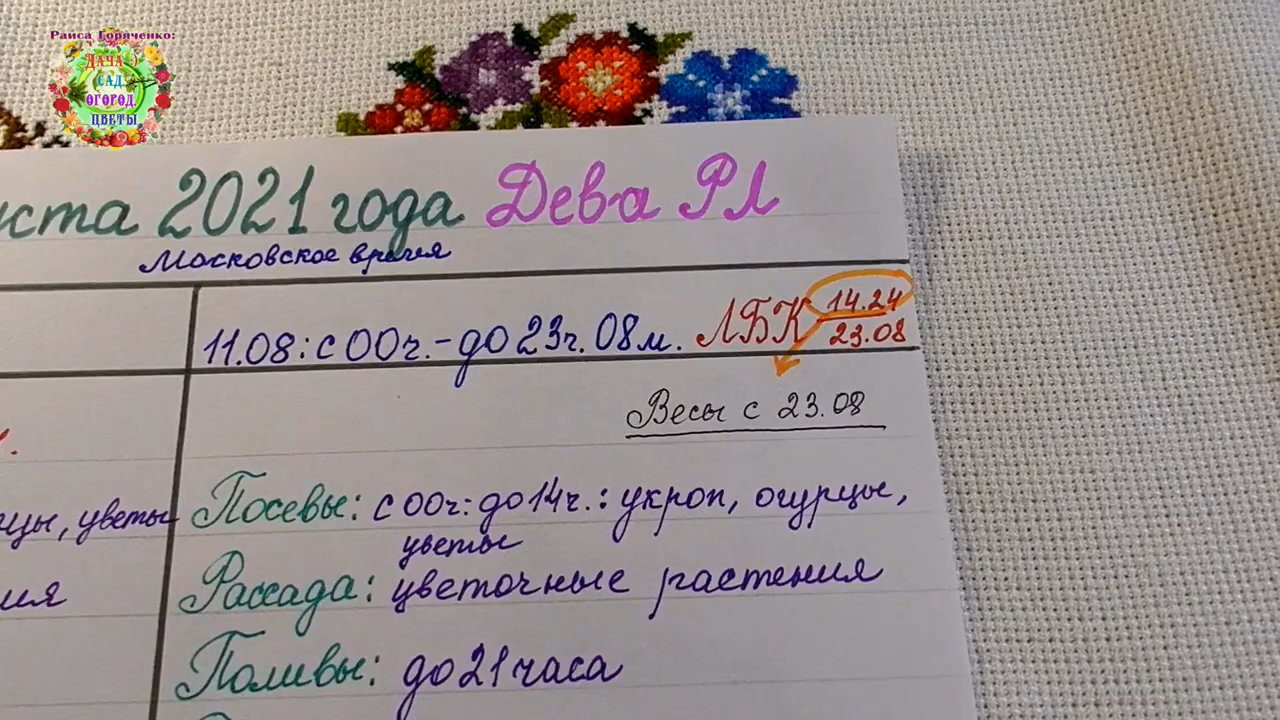 Раиса Горяченко:
ДАЧА :)
САД,
ОГОРОД,
ЦВЕТЫ
уста 2021 года Дева РЛ
Московское время
11.08: с 00ч. - до 23ч. 08м. ЛБК 14.24
23.08
Весы с 23.08
цы, цветы
Посевы: с 00ч: до 14ч.: укроп, огурцы,
цветы
ия
Рассада: цветочные растения
Поливы: до 21 часа